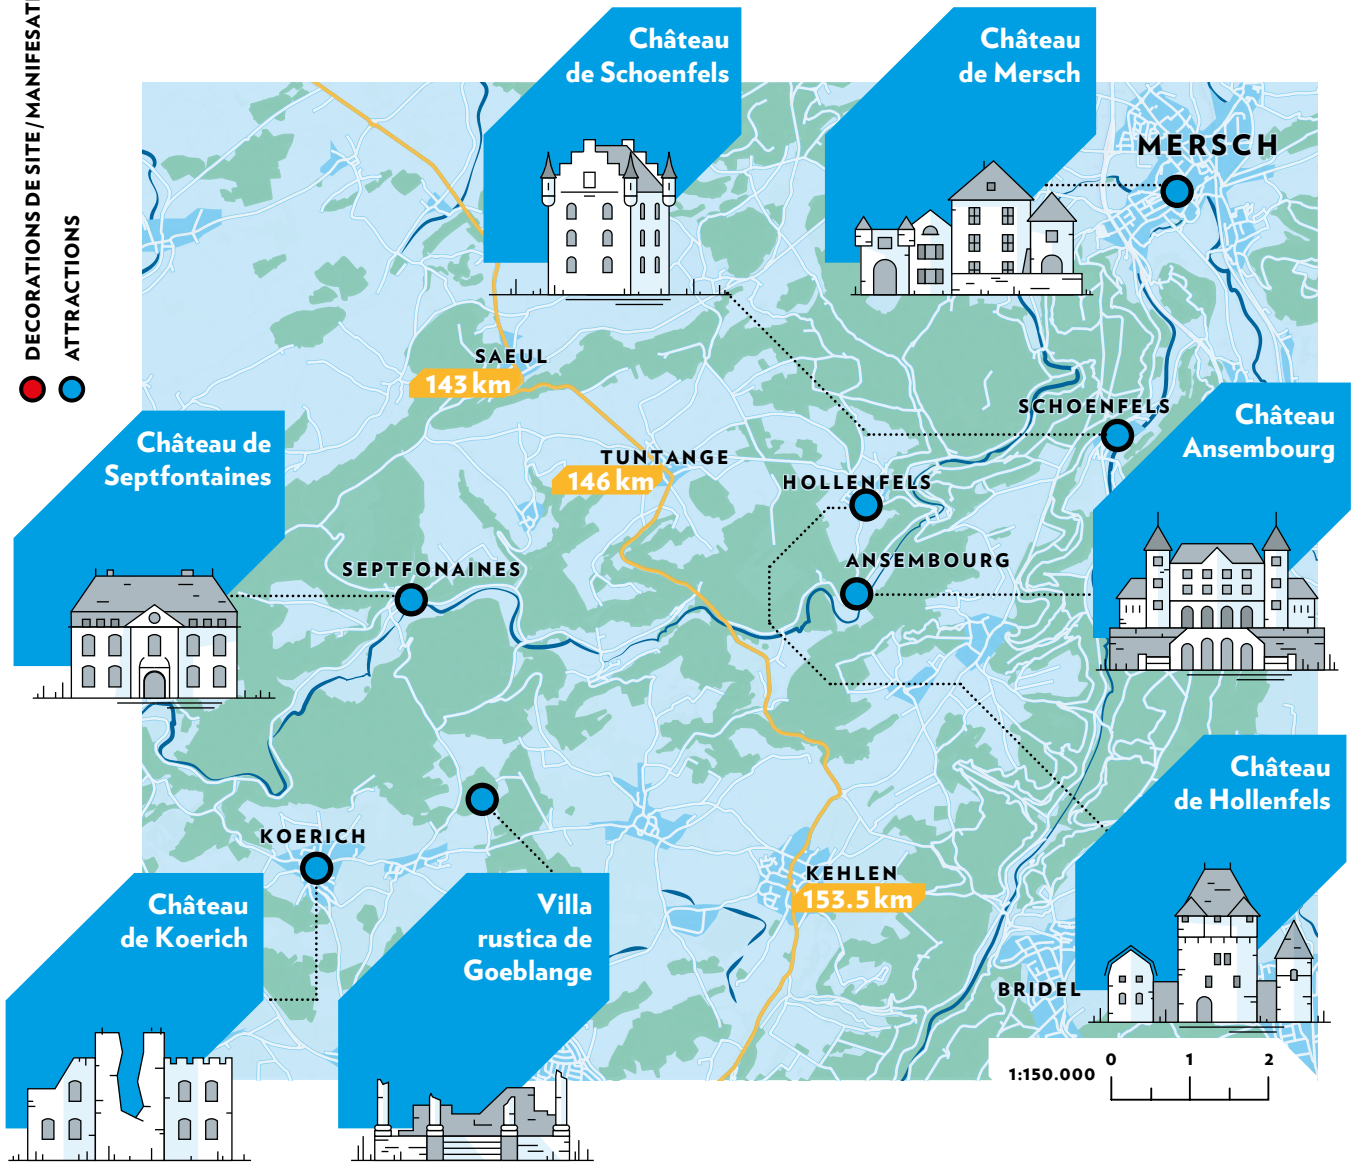 DECORATIONS DE SITE / MANIFESAT
ATTRACTIONS
Château
de Schoenfels
Château
de Mersch
MERSCH
SAEUL
143 km
SCHOENFELS
Château
Ansembourg
Château de
Septfontaines
TUNTANGE
146 km
HOLLENFELS
ANSEMBOURG
SEPTFONAINES
Château
de Hollenfels
KOERICH
KEHLEN
153.5 km
Château
de Koerich
Villa
rustica de
Goeblange
BRIDEL
1:150.000
0 1 2